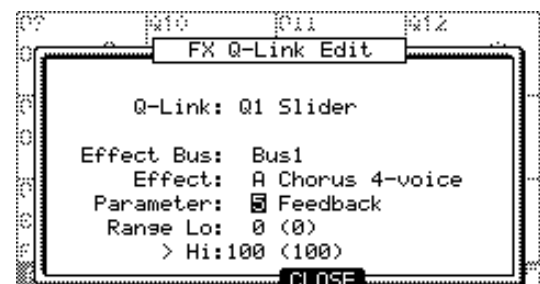 Q10 Q11 Q12
FX Q-Link Edit
Q-Link: Q1 Slider
Effect Bus: Bus1
Effect: A Chorus 4-voice
Parameter: 5 Feedback
Range Lo: 0 (0)
> Hi:100 (100)
CLOSE